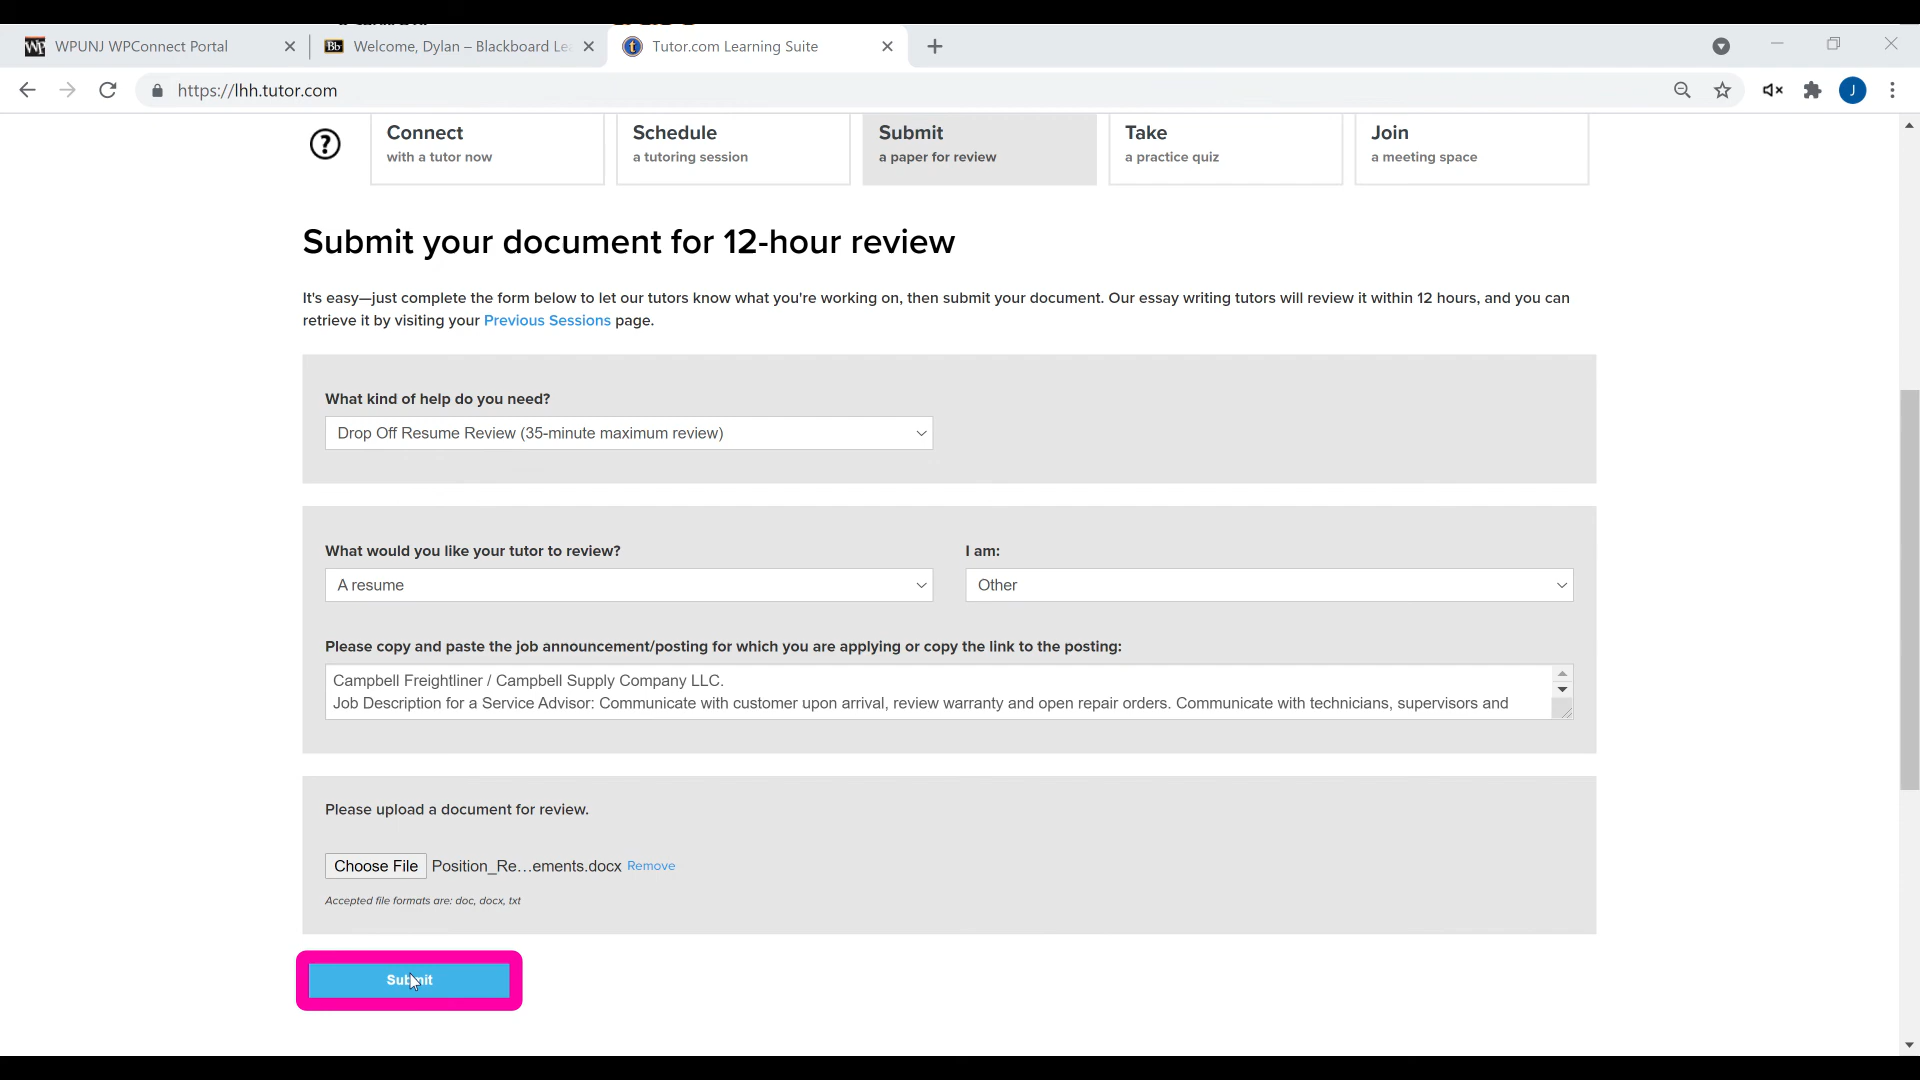 WP WPUNJ WPConnect Portal
Bb Welcome, Dylan – Blackboard Le
t Tutor.com Learning Suite
https://lhh.tutor.com
J
?
Connect
with a tutor now
Schedule
a tutoring session
Submit
a paper for review
Take
a practice quiz
Join
a meeting space
Submit your document for 12-hour review
It's easy—just complete the form below to let our tutors know what you're working on, then submit your document. Our essay writing tutors will review it within 12 hours, and you can
retrieve it by visiting your Previous Sessions page.
What kind of help do you need?
Drop Off Resume Review (35-minute maximum review)
What would you like your tutor to review?
A resume
I am:
Other
Please copy and paste the job announcement/posting for which you are applying or copy the link to the posting:
Campbell Freightliner / Campbell Supply Company LLC.
Job Description for a Service Advisor: Communicate with customer upon arrival, review warranty and open repair orders. Communicate with technicians, supervisors and
Please upload a document for review.
Choose File Position_Re...ements.docx Remove
Accepted file formats are: doc, docx, txt
Submit